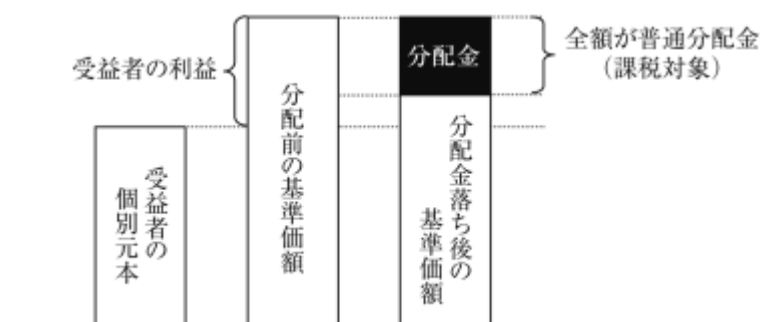 受益者の利益
受益者の
個別元本
分配前の基準価額
分配金
分配金落ち後の
基準価額
全額が普通分配金
(課税対象)